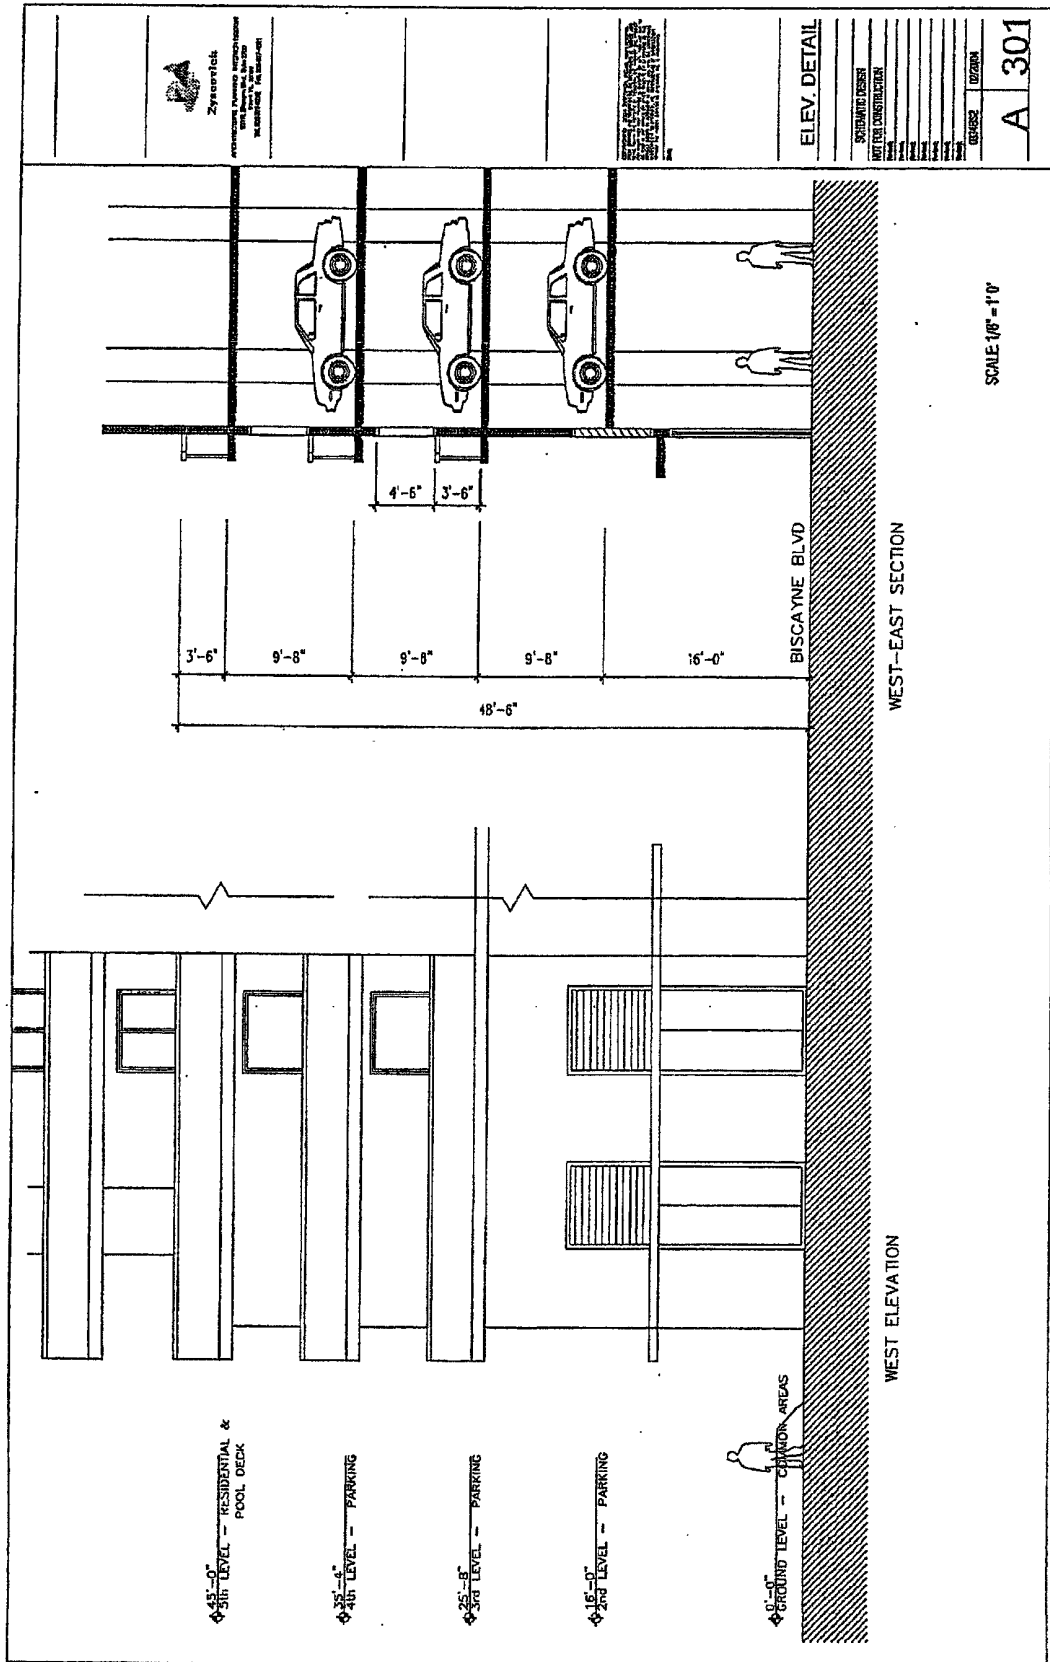 45'-0"
5th LEVEL - RESIDENTIAL &
POOL DECK
35'-4"
4th LEVEL - PARKING
25'-8"
3rd LEVEL - PARKING
16'-0"
2nd LEVEL - PARKING
0'-0"
GROUND LEVEL - COMMON AREAS
WEST ELEVATION
48'-6"
3'-6"
9'-8"
9'-8"
9'-8"
16'-0"
4'-6"
3'-6"
BISCAYNE BLVD
WEST-EAST SECTION
SCALE 1/8"=1'0"
Zyscovich
ELEV. DETAIL
SCHEMATIC DESIGN
NOT FOR CONSTRUCTION
A 301